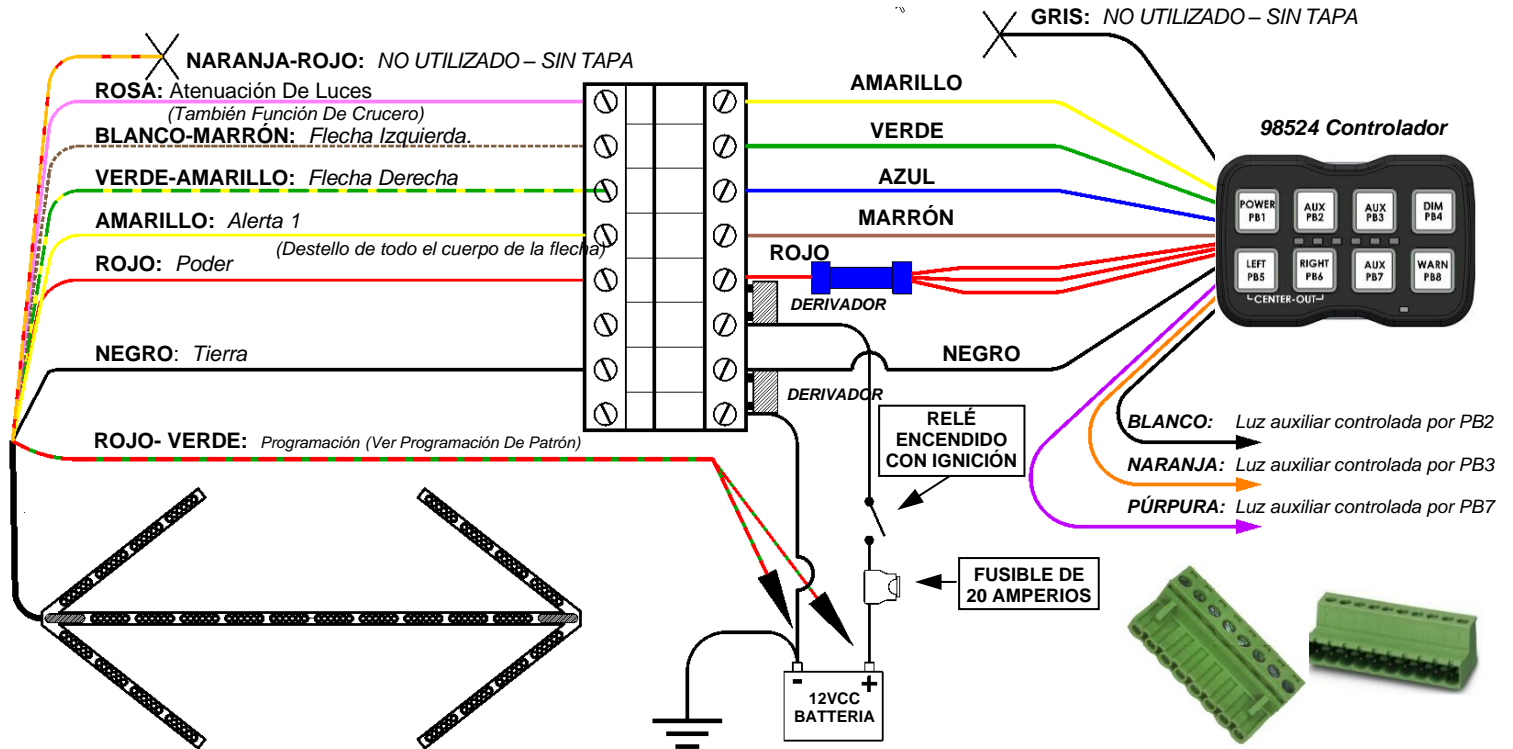 GRIS: NO UTILIZADO – SIN TAPA
NARANJA-ROJO: NO UTILIZADO – SIN TAPA
ROSA: Atenuación De Luces
(También Función De Crucero)
BLANCO-MARRÓN: Flecha Izquierda.
VERDE-AMARILLO: Flecha Derecha
AMARILLO: Alerta 1
(Destello de todo el cuerpo de la flecha)
ROJO: Poder
NEGRO: Tierra
ROJO- VERDE: Programación (Ver Programación De Patrón)
AMARILLO
VERDE
AZUL
MARRÓN
ROJO
DERIVADOR
NEGRO
DERIVADOR
98524 Controlador
POWER
PB1
AUX
PB2
AUX
PB3
DIM
PB4
LEFT
PB5
RIGHT
PB6
AUX
PB7
WARN
PB8
CENTER-OUT
RELÉ
ENCENDIDO
CON IGNICIÓN
BLANCO: Luz auxiliar controlada por PB2
NARANJA: Luz auxiliar controlada por PB3
PÚRPURA: Luz auxiliar controlada por PB7
FUSIBLE DE
20 AMPERIOS
- +
12VCC
BATTERIA